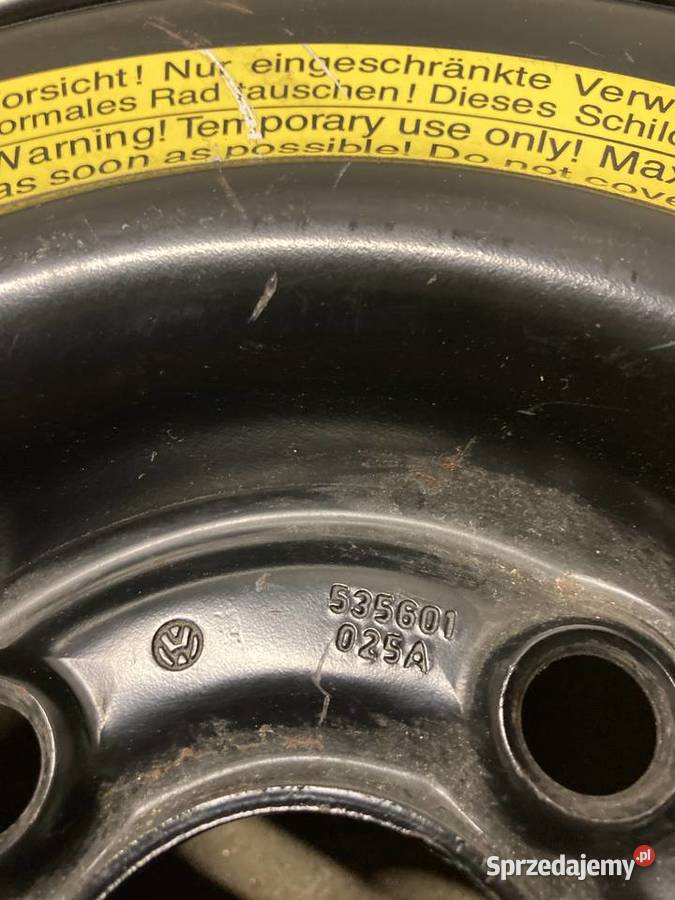 orsicht! Nur eingeschränkte Verw
ormales Rad tauschen! Dieses Schild
Warning! Temporary use only! Max
as soon as possible! Do not cove
535601
025A
Sprzedajemy.pl